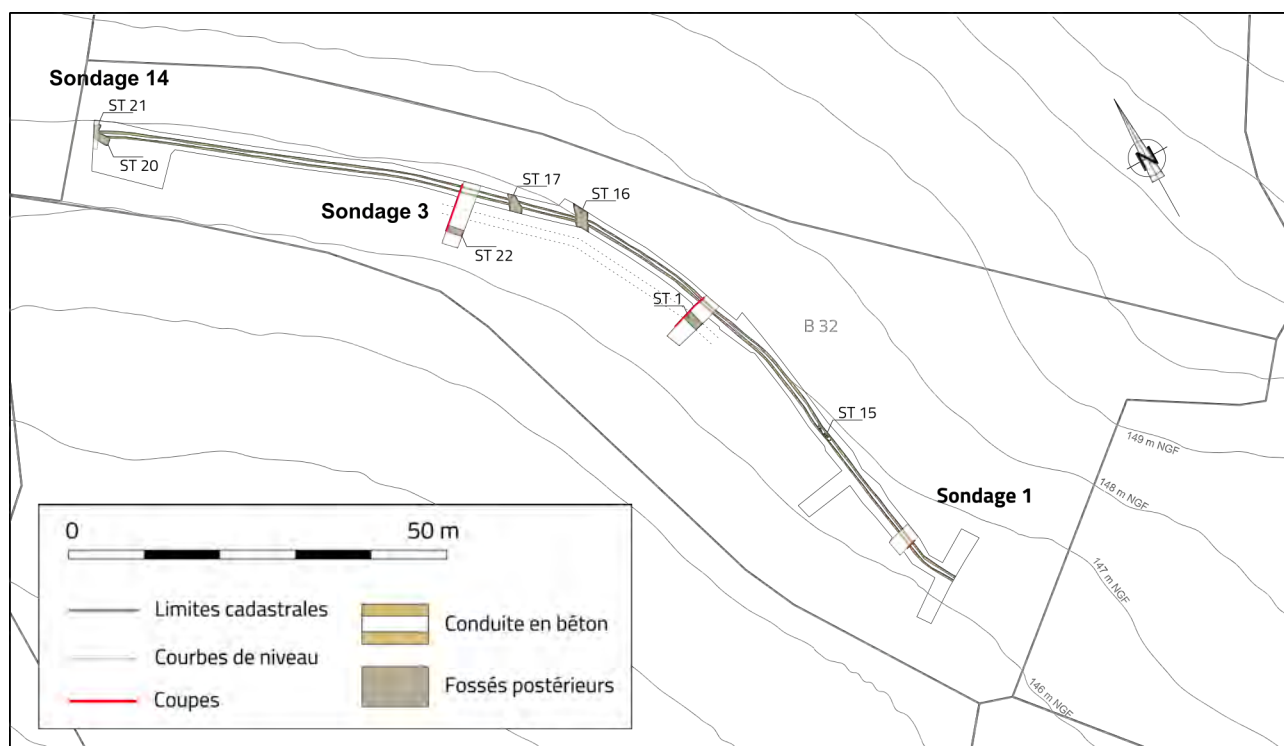 Sondage 14
ST 21
ST 20
ST 17
ST 16
Sondage 3
ST 22
ST 1
B 32
N
ST 15
149 m NGF
148 m NGF
Sondage 1
147 m NGF
146 m NGF
0 50 m
Limites cadastrales
Courbes de niveau
Coupes
Conduite en bêton
Fossés postérieurs